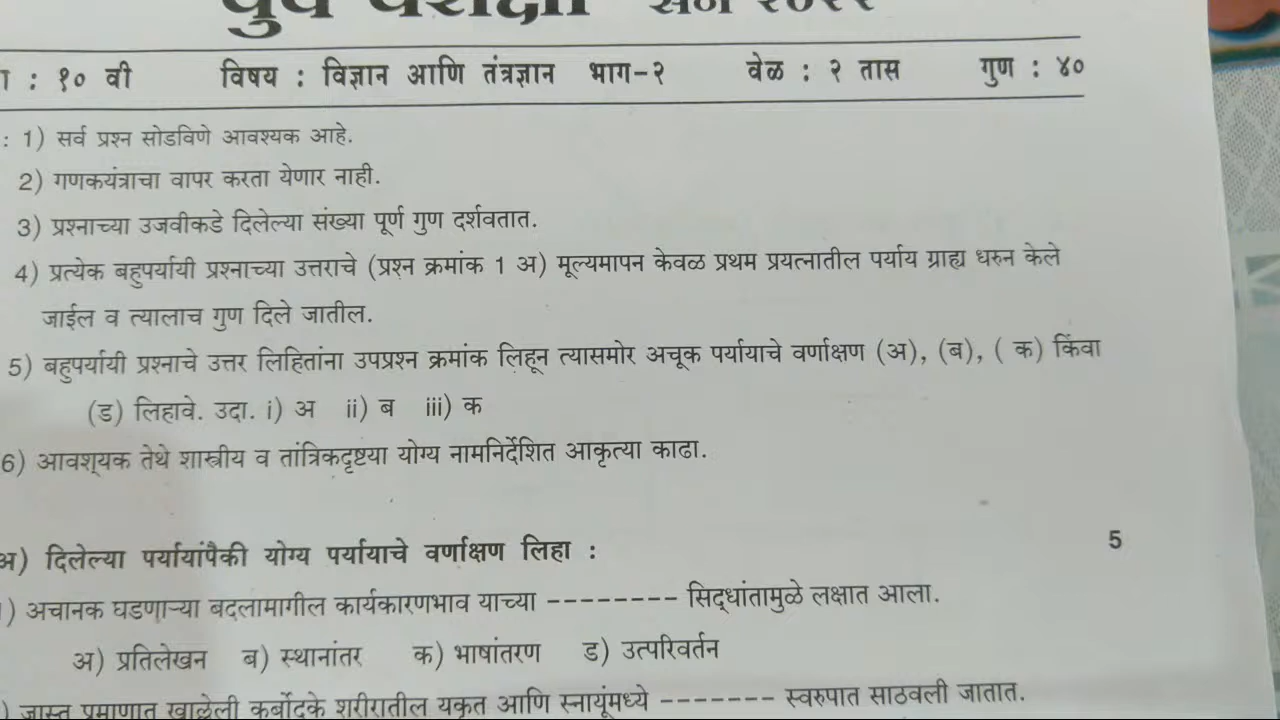 पुर्व परीक्षा सन २०२२
: १० वी विषय : विज्ञान आणि तंत्रज्ञान भाग-२ वेळ : २ तास गुण : ४०
: 1) सर्व प्रश्न सोडविणे आवश्यक आहे.
2) गणकयंत्राचा वापर करता येणार नाही.
3) प्रश्नाच्या उजवीकडे दिलेल्या संख्या पूर्ण गुण दर्शवतात.
4) प्रत्येक बहुपर्यायी प्रश्नाच्या उत्तराचे (प्रश्न क्रमांक 1 अ) मूल्यमापन केवळ प्रथम प्रयत्नातील पर्याय ग्राह्य धरुन केले
जाईल व त्यालाच गुण दिले जातील.
5) बहुपर्यायी प्रश्नाचे उत्तर लिहितांना उपप्रश्न क्रमांक लिहून त्यासमोर अचूक पर्यायाचे वर्णाक्षण (अ), (ब), ( क) किंवा
(ड) लिहावे. उदा. i) अ ii) ब iii) क
6) आवश्यक तेथे शास्त्रीय व तांत्रिकदृष्टया योग्य नामनिर्देशित आकृत्या काढा.
अ) दिलेल्या पर्यायांपैकी योग्य पर्यायाचे वर्णाक्षण लिहा : 5
) अचानक घडणाऱ्या बदलामागील कार्यकारणभाव याच्या -------- सिद्धांतामुळे लक्षात आला.
अ) प्रतिलेखन ब) स्थानांतर क) भाषांतरण ड) उत्परिवर्तन
) जास्त प्रमाणात खाल्लेली कर्बोदके शरीरातील यकृत आणि स्नायूंमध्ये ------- स्वरुपात साठवली जातात.